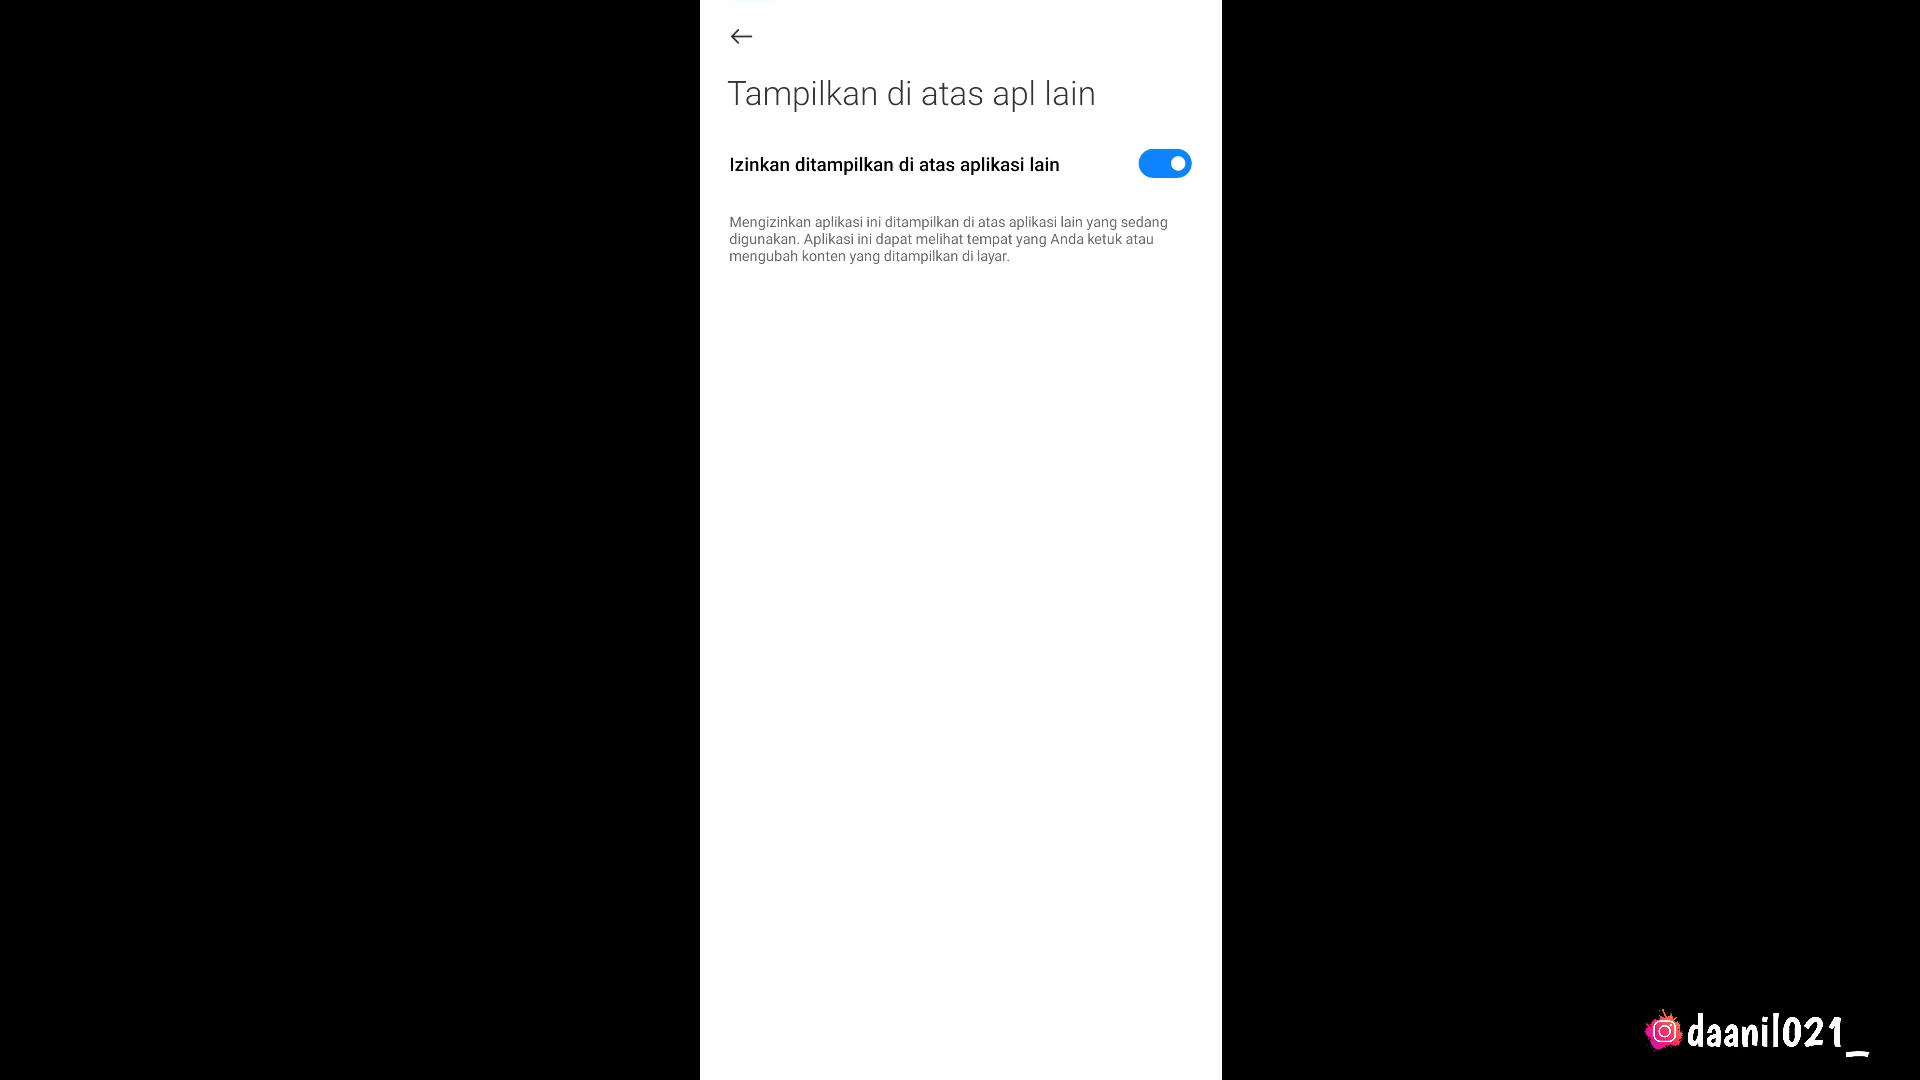 Tampilkan di atas apl lain
Izinkan ditampilkan di atas aplikasi lain
Mengizinkan aplikasi ini ditampilkan di atas aplikasi lain yang sedang
digunakan. Aplikasi ini dapat melihat tempat yang Anda ketuk atau
mengubah konten yang ditampilkan di layar.
daanil021_